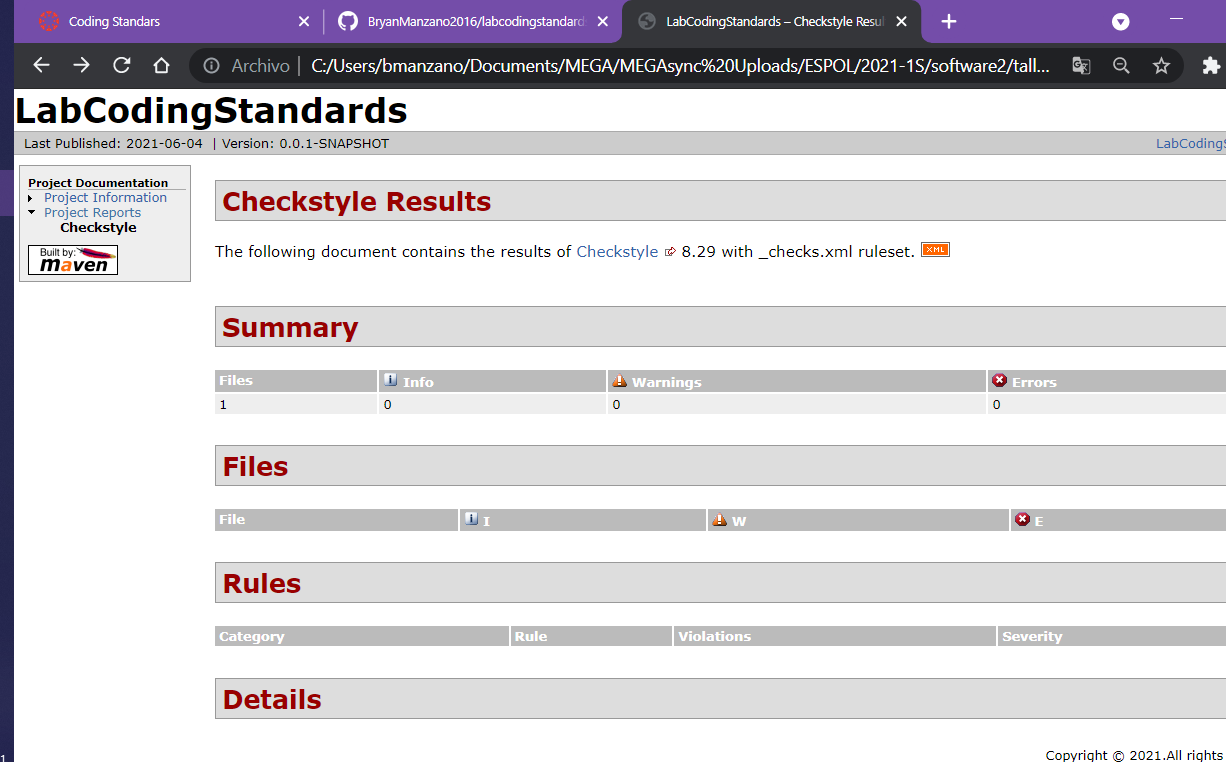 Coding Standars
BryanManzano2016/labcodingstandard
LabCodingStandards – Checkstyle Resul
Archivo | C:/Users/bmanzano/Documents/MEGA/MEGAsync%20Uploads/ESPOL/2021-1S/software2/tall...
LabCodingStandards
Last Published: 2021-06-04 | Version: 0.0.1-SNAPSHOT
LabCodingS
Project Documentation
Project Information
Project Reports
Checkstyle
Built by:
maven
Checkstyle Results
The following document contains the results of Checkstyle 8.29 with _checks.xml ruleset. XML
Summary
Files Info Warnings Errors
1 0 0 0
Files
File I W E
Rules
Category Rule Violations Severity
Details
1
Copyright © 2021.All rights